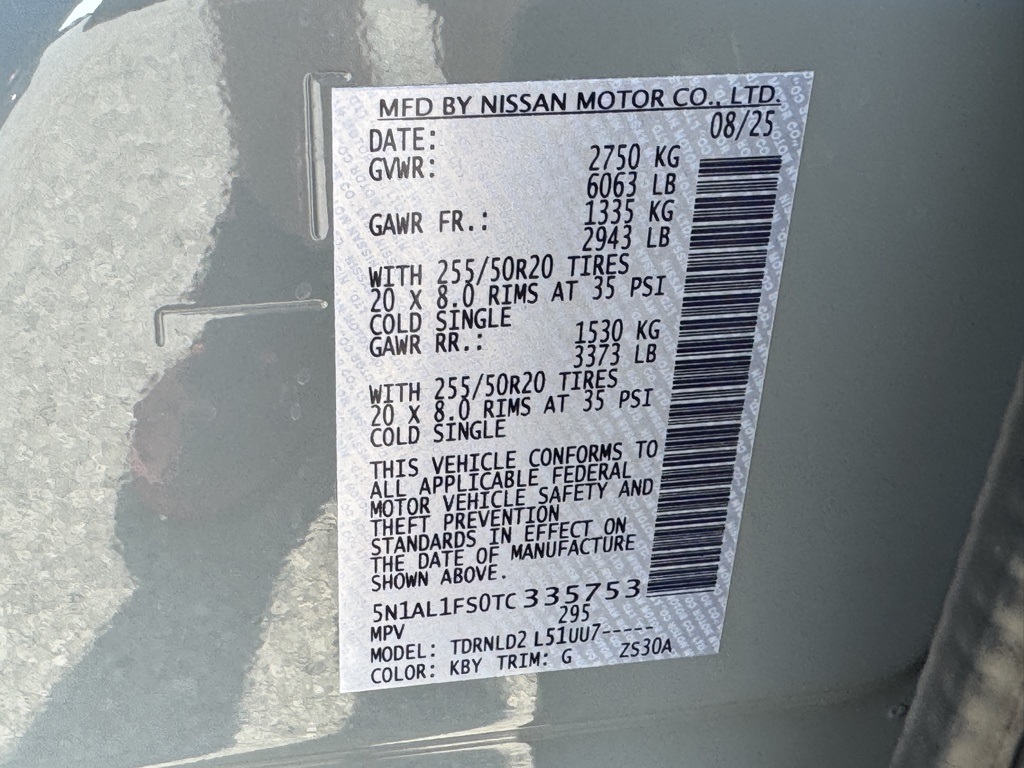 MFD BY NISSAN MOTOR CO., LTD.
DATE: 08/25
GVWR: 2750 KG
6063 LB
GAWR FR.: 1335 KG
2943 LB
WITH 255/50R20 TIRES
20 X 8.0 RIMS AT 35 PSI
COLD SINGLE
GAWR RR.: 1530 KG
3373 LB
WITH 255/50R20 TIRES
20 X 8.0 RIMS AT 35 PSI
COLD SINGLE
THIS VEHICLE CONFORMS TO
ALL APPLICABLE FEDERAL
MOTOR VEHICLE SAFETY AND
THEFT PREVENTION
STANDARDS IN EFFECT ON
THE DATE OF MANUFACTURE
SHOWN ABOVE.
5N1AL1FS0TC335753
MPV 295
MODEL: TDRNLD2 L51UU7-----
COLOR: KBY TRIM: G ZS30A